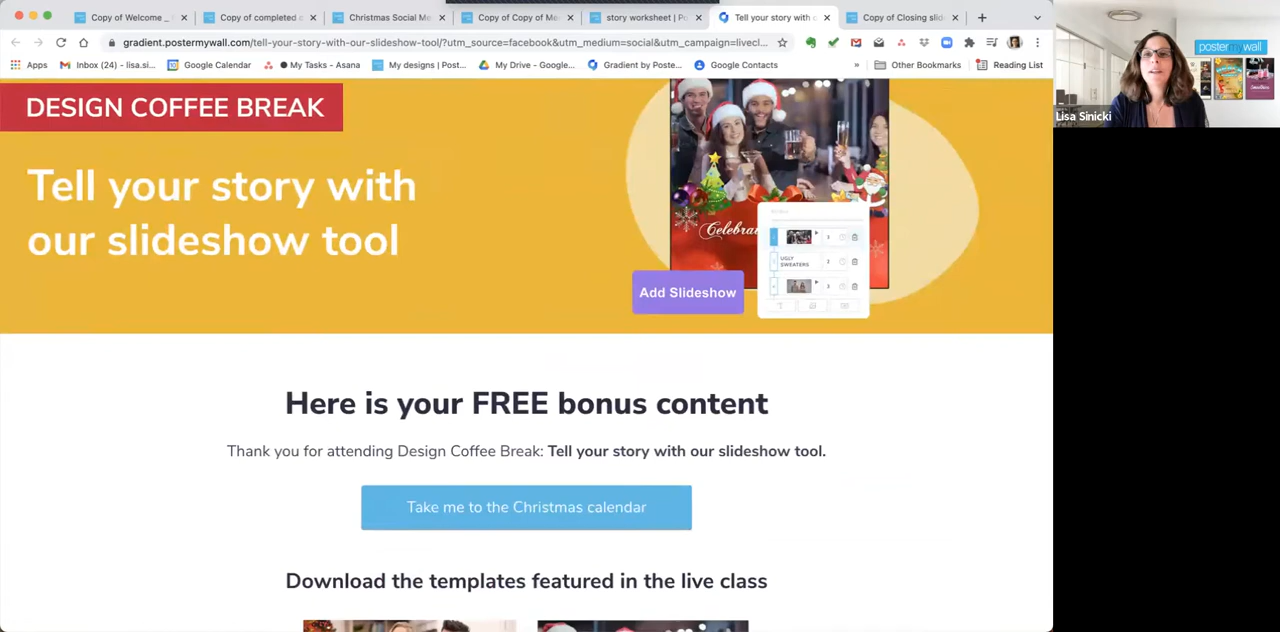 Copy of Welcome _
Copy of completed
Christmas Social Me
Copy of Copy of Mo
story worksheet | Po
Tell your story with
Copy of Closing slid
gradient.postermywall.com/tell-your-story-with-our-slideshow-tool/?utm_source=facebook&utm_medium=social&utm_campaign=livecl...
Apps
Inbox (24) - lisa.si...
Google Calendar
My Tasks - Asana
My designs | Post...
My Drive - Google...
Gradient by Poste...
Google Contacts
»
Other Bookmarks
Reading List
postermywall
Lisa Sinicki
DESIGN COFFEE BREAK
Tell your story with
our slideshow tool
Celebra
UGLY
SWEATERS
Add Slideshow
Here is your FREE bonus content
Thank you for attending Design Coffee Break: Tell your story with our slideshow tool.
Take me to the Christmas calendar
Download the templates featured in the live class